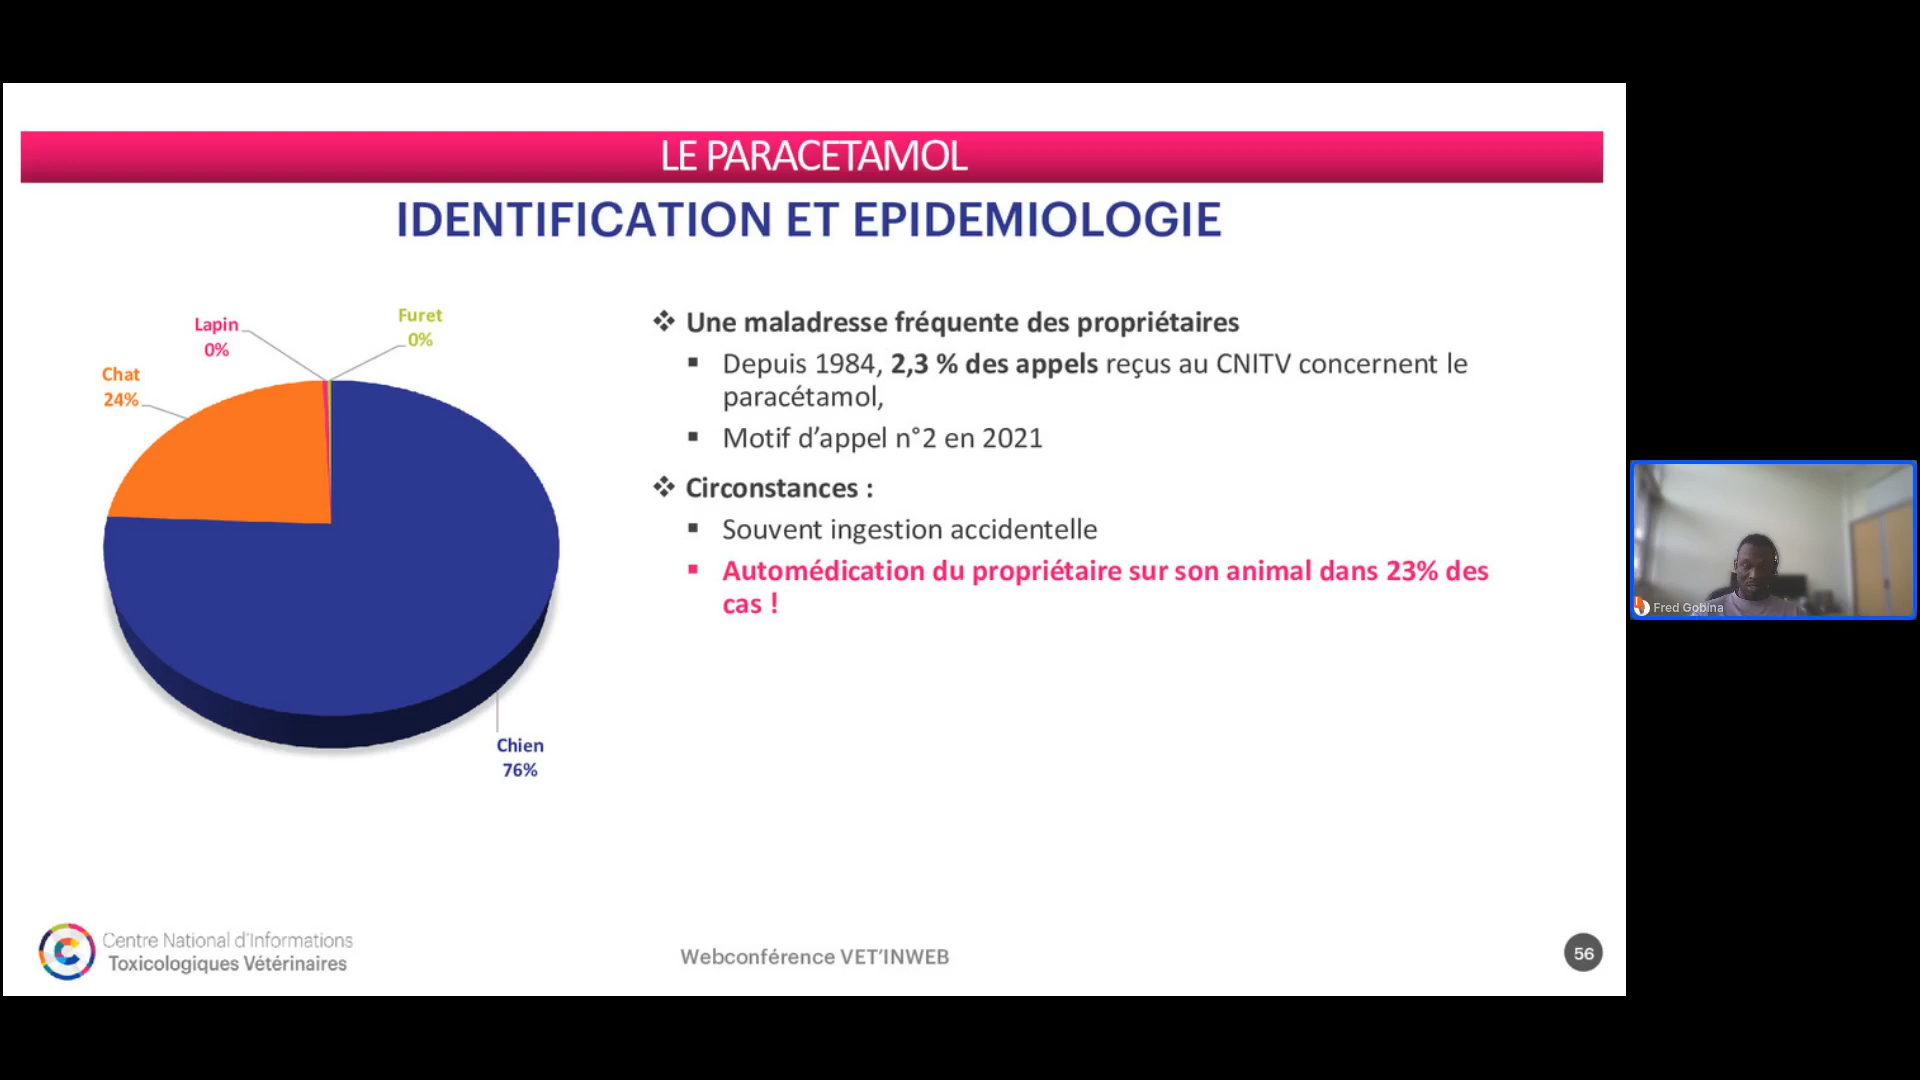 LE PARACETAMOL
IDENTIFICATION ET EPIDEMIOLOGIE
Lapin
0%
Furet
0%
Chat
24%
Chien
76%
❖ Une maladresse fréquente des propriétaires
▪ Depuis 1984, 2,3 % des appels reçus au CNITV concernent le
paracétamol,
▪ Motif d’appel n°2 en 2021
❖ Circonstances :
▪ Souvent ingestion accidentelle
▪ Automédication du propriétaire sur son animal dans 23% des
cas !
Fred Gobina
Centre National d’Informations
Toxicologiques Vétérinaires
Webconférence VET’INWEB
56